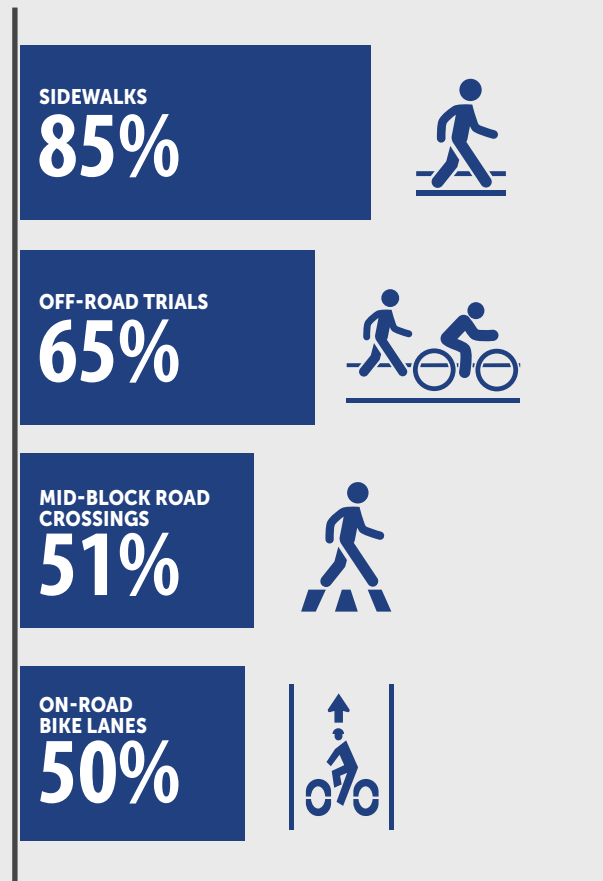 SIDEWALKS
85%
OFF-ROAD TRIALS
65%
MID-BLOCK ROAD
CROSSINGS
51%
ON-ROAD
BIKE LANES
50%